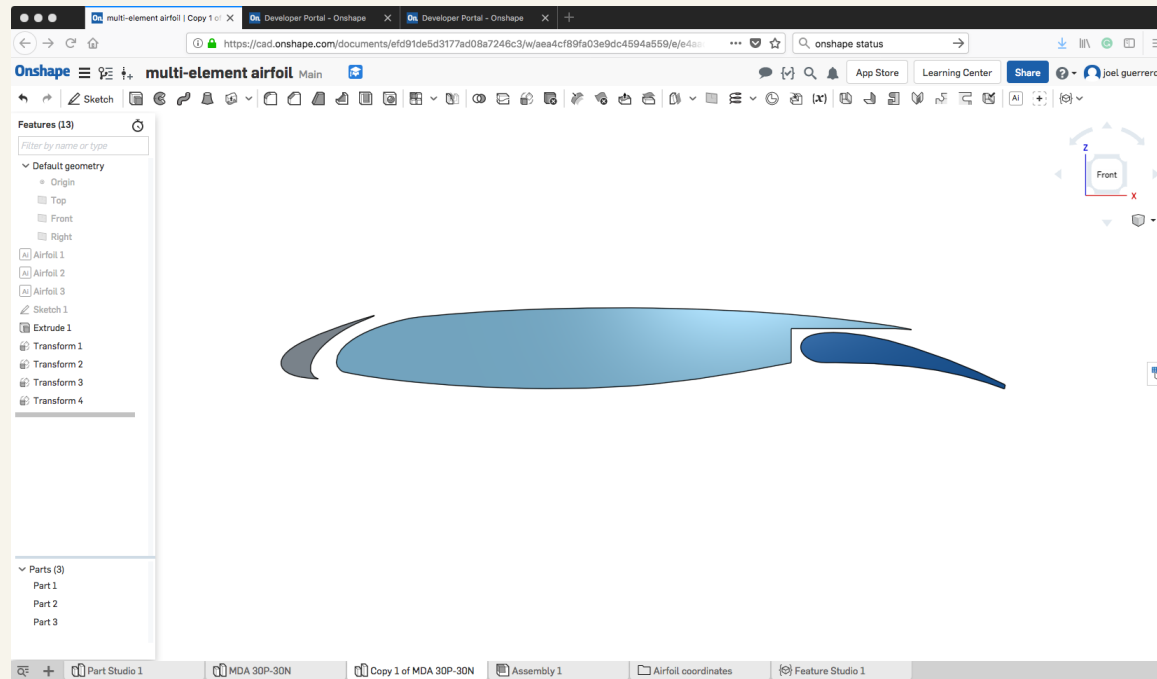 multi-element airfoil | Copy 1 of
Developer Portal - Onshape
Developer Portal - Onshape
https://cad.onshape.com/documents/efd91de5d3177ad08a7246c3/w/aea4cf89fa03e9dc4594a559/e/e4a
onshape status
Onshape
multi-element airfoil Main
App Store
Learning Center
Share
joel guerrero
Sketch
Features (13)
Filter by name or type
Default geometry
Origin
Top
Front
Right
Airfoil 1
Airfoil 2
Airfoil 3
Sketch 1
Extrude 1
Transform 1
Transform 2
Transform 3
Transform 4
Z
Front
X
Parts (3)
Part 1
Part 2
Part 3
Part Studio 1
MDA 30P-30N
Copy 1 of MDA 30P-30N
Assembly 1
Airfoil coordinates
Feature Studio 1